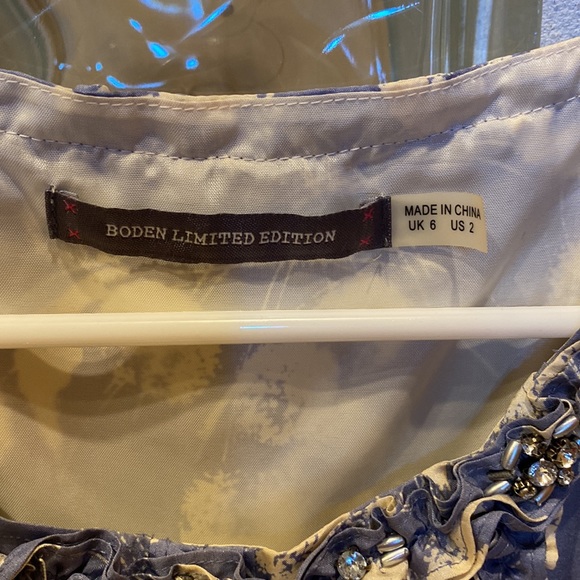 BODEN LIMITED EDITION
MADE IN CHINA
UK 6 US 2